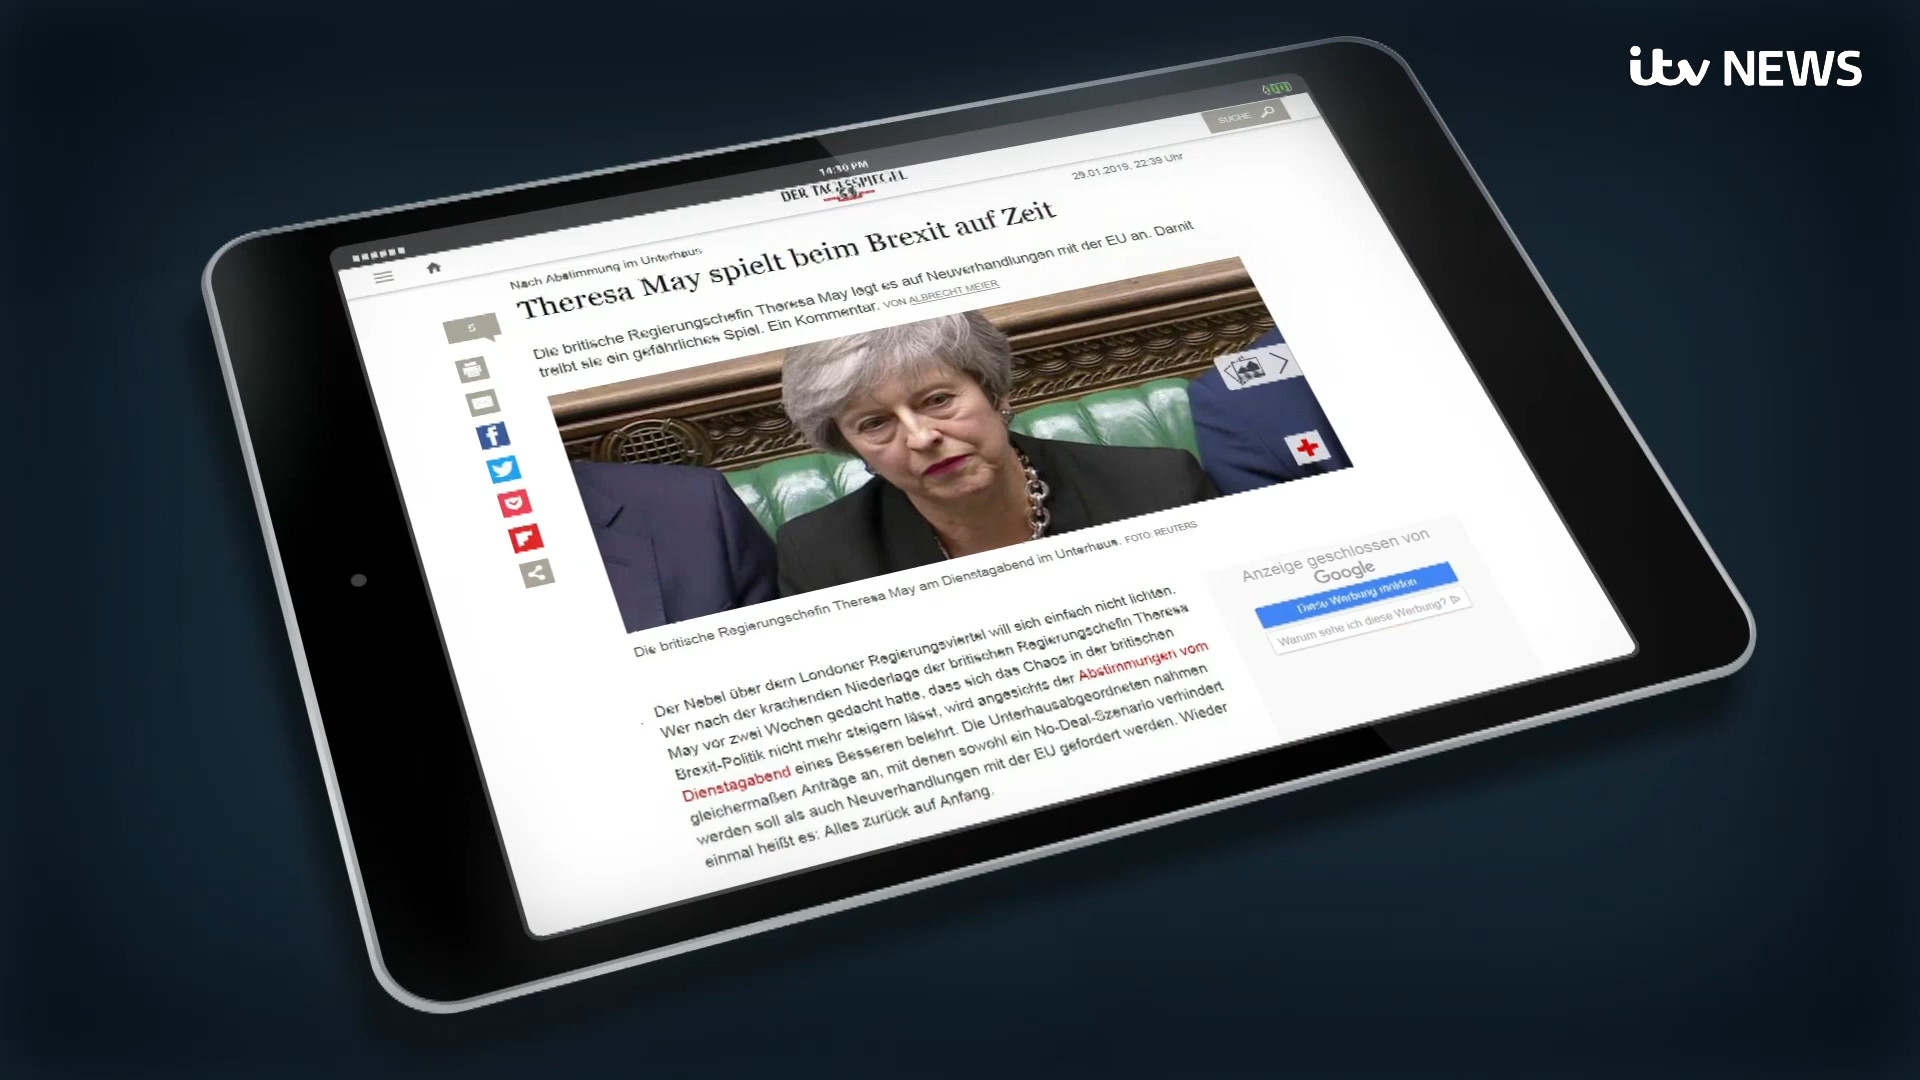 itv NEWS
14:30 PM
SUCHE
DER TAGESSPIEGEL
29.01.2019, 22:39 Uhr
Nach Abstimmung im Unterhaus
Theresa May spielt beim Brexit auf Zeit
Die britische Regierungschefin Theresa May legt es auf Neuverhandlungen mit der EU an. Damit
treibt sie ein gefährliches Spiel. Ein Kommentar. VON ALBRECHT MEIER
5
Die britische Regierungschefin Theresa May am Dienstagabend im Unterhaus. FOTO: REUTERS
Der Nebel über dem Londoner Regierungsviertel will sich einfach nicht lichten.
Wer nach der krachenden Niederlage der britischen Regierungschefin Theresa
May vor zwei Wochen gedacht hatte, dass sich das Chaos in der britischen
Brexit-Politik nicht mehr steigern lässt, wird angesichts der Abstimmungen vom
Dienstagabend eines Besseren belehrt. Die Unterhausabgeordneten nahmen
gleichermaßen Anträge an, mit denen sowohl ein No-Deal-Szenario verhindert
werden soll als auch Neuverhandlungen mit der EU gefordert werden. Wieder
einmal heißt es: Alles zurück auf Anfang.
Anzeige geschlossen von
Google
Diese Werbung melden
Warum sehe ich diese Werbung?